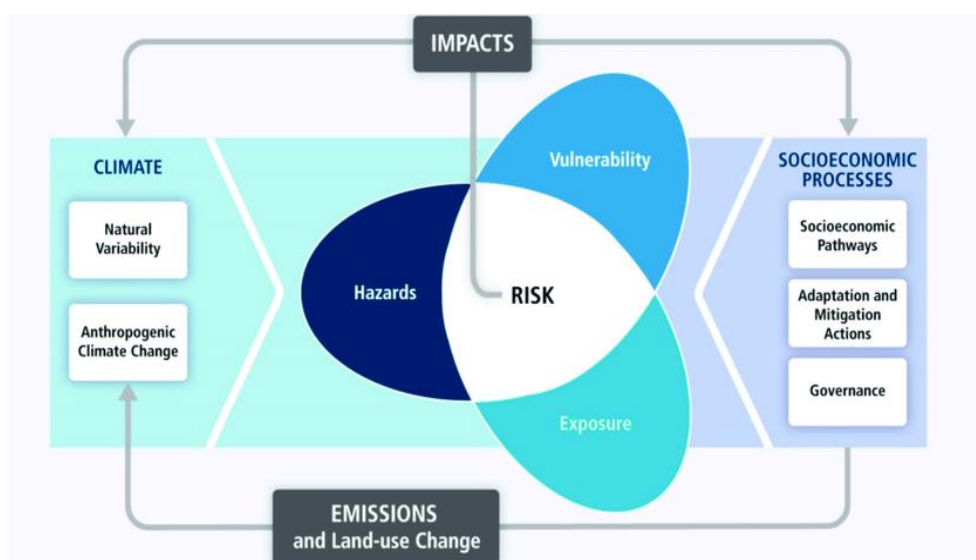 IMPACTS
CLIMATE
Natural
Variability
Anthropogenic
Climate Change
Vulnerability
Hazards
RISK
Exposure
SOCIOECONOMIC
PROCESSES
Socioeconomic
Pathways
Adaptation and
Mitigation
Actions
Governance
EMISSIONS
and Land-use Change